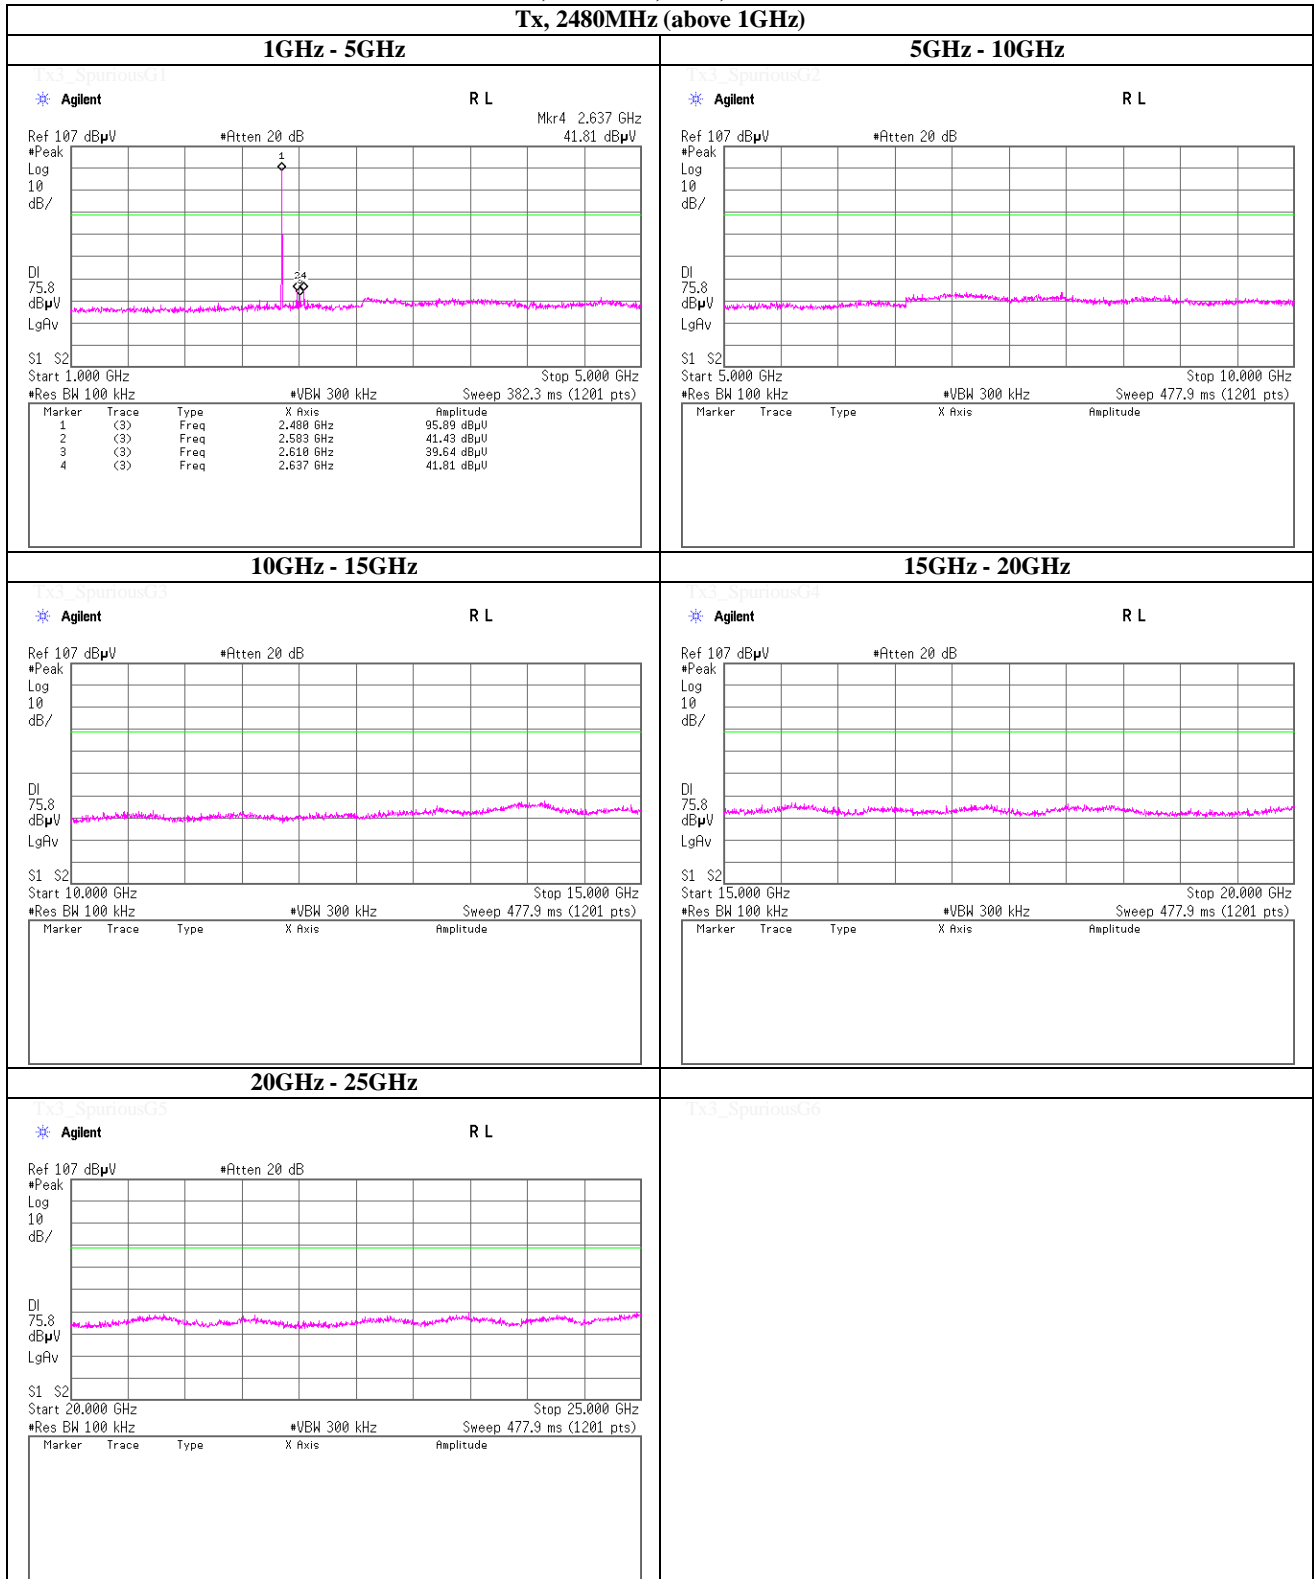 Tx, 2480MHz (above 1GHz)
1GHz - 5GHz
Tx3_SpuriousG1
Agilent
R L
Mkr4 2.637 GHz
Ref 107 dBµV #Atten 20 dB 41.81 dBµV
#Peak
Log
10
dB/
1
24
DI
75.8
dBµV
LgAv
S1 S2
Start 1.000 GHz Stop 5.000 GHz
#Res BW 100 kHz #VBW 300 kHz Sweep 382.3 ms (1201 pts)
Marker Trace Type X Axis Amplitude
1 (3) Freq 2.480 GHz 95.89 dBµV
2 (3) Freq 2.583 GHz 41.43 dBµV
3 (3) Freq 2.610 GHz 39.64 dBµV
4 (3) Freq 2.637 GHz 41.81 dBµV
5GHz - 10GHz
Tx3_SpuriousG2
Agilent
R L
Ref 107 dBµV #Atten 20 dB
#Peak
Log
10
dB/
DI
75.8
dBµV
LgAv
S1 S2
Start 5.000 GHz Stop 10.000 GHz
#Res BW 100 kHz #VBW 300 kHz Sweep 477.9 ms (1201 pts)
Marker Trace Type X Axis Amplitude
10GHz - 15GHz
Tx3_SpuriousG3
Agilent
R L
Ref 107 dBµV #Atten 20 dB
#Peak
Log
10
dB/
DI
75.8
dBµV
LgAv
S1 S2
Start 10.000 GHz Stop 15.000 GHz
#Res BW 100 kHz #VBW 300 kHz Sweep 477.9 ms (1201 pts)
Marker Trace Type X Axis Amplitude
15GHz - 20GHz
Tx3_SpuriousG4
Agilent
R L
Ref 107 dBµV #Atten 20 dB
#Peak
Log
10
dB/
DI
75.8
dBµV
LgAv
S1 S2
Start 15.000 GHz Stop 20.000 GHz
#Res BW 100 kHz #VBW 300 kHz Sweep 477.9 ms (1201 pts)
Marker Trace Type X Axis Amplitude
20GHz - 25GHz
Tx3_SpuriousG5
Agilent
R L
Ref 107 dBµV #Atten 20 dB
#Peak
Log
10
dB/
DI
75.8
dBµV
LgAv
S1 S2
Start 20.000 GHz Stop 25.000 GHz
#Res BW 100 kHz #VBW 300 kHz Sweep 477.9 ms (1201 pts)
Marker Trace Type X Axis Amplitude
Tx3_SpuriousG6